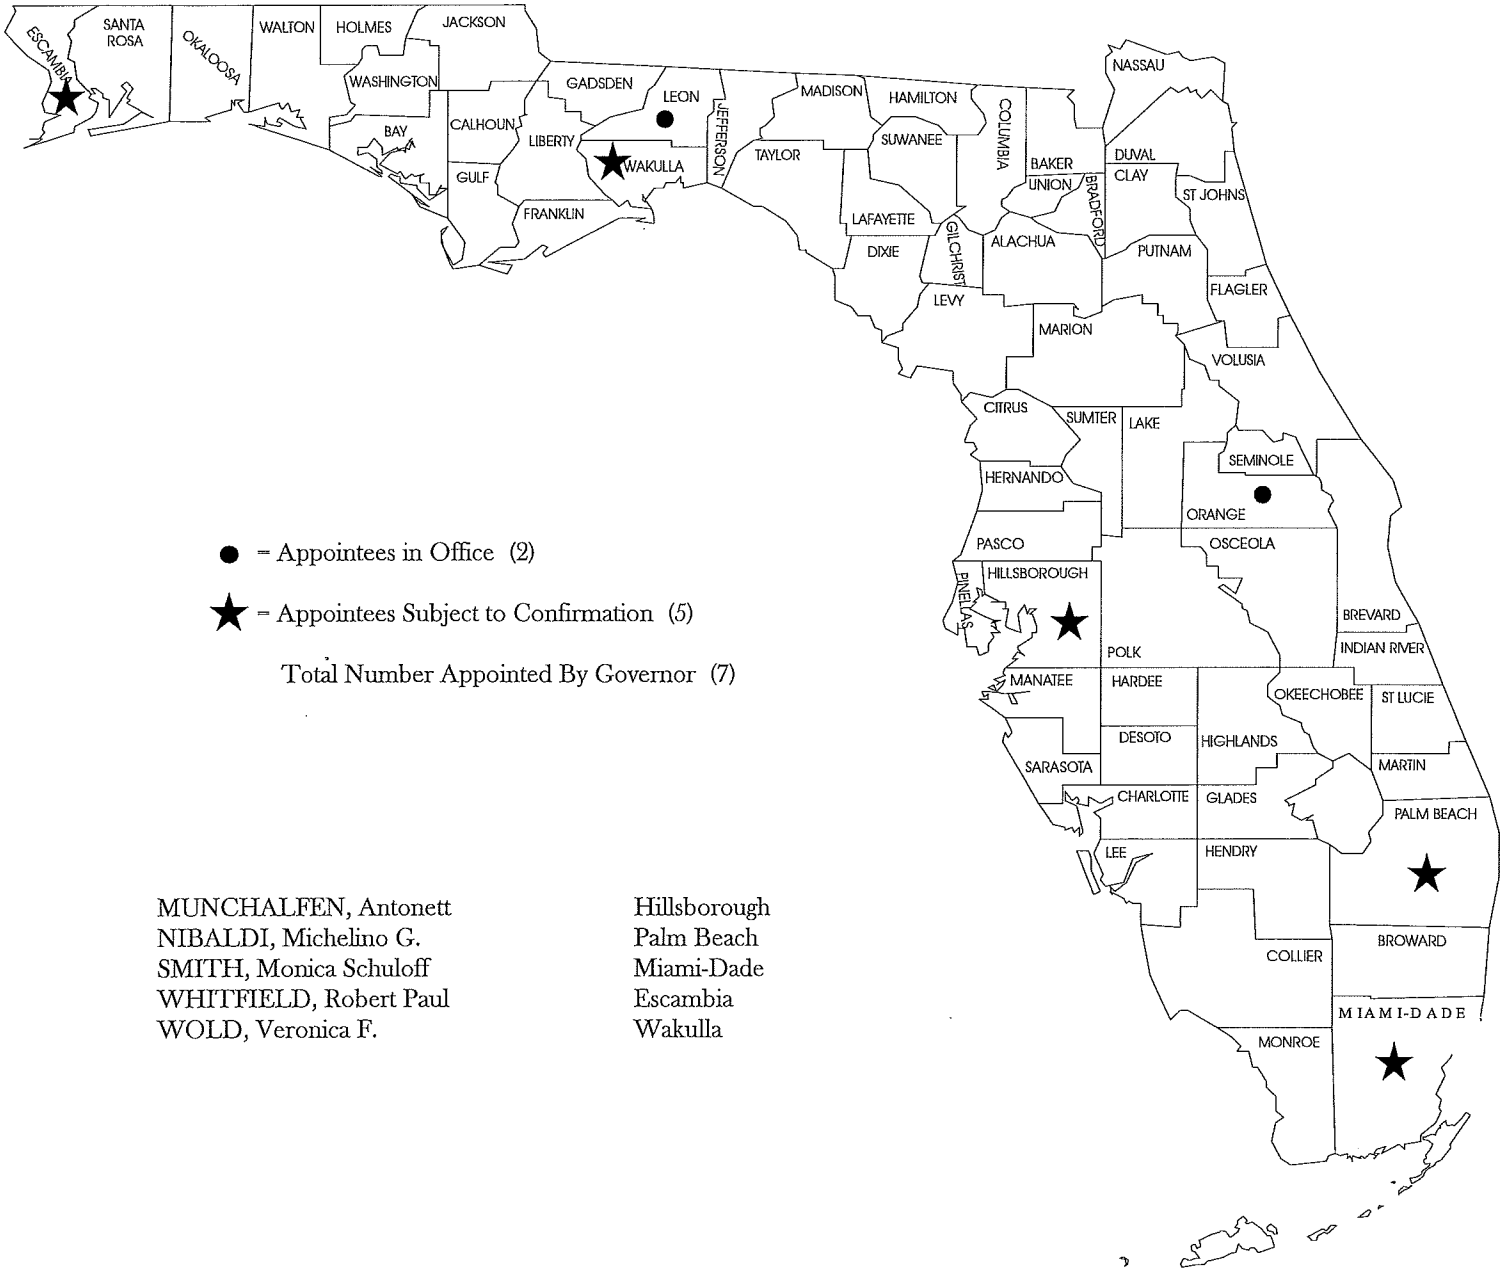 ESCAMBIA
SANTA
ROSA
OKALOOSA
WALTON
HOLMES
JACKSON
WASHINGTON
BAY
CALHOUN
GULF
LIBERTY
GADSDEN
LEON
JEFFERSON
WAKULLA
FRANKLIN
MADISON
TAYLOR
HAMILTON
SUWANEE
LAFAYETTE
DIXIE
COLUMBIA
GILCHRIST
LEVY
NASSAU
BAKER
UNION
BRADFORD
DUVAL
CLAY
ST JOHNS
ALACHUA
PUTNAM
FLAGLER
MARION
VOLUSIA
CITRUS
SUMTER
LAKE
SEMINOLE
HERNANDO
ORANGE
PASCO
OSCEOLA
HILLSBOROUGH
PINELLAS
POLK
BREVARD
INDIAN RIVER
MANATEE
HARDEE
OKEECHOBEE
ST LUCIE
DESOTO
HIGHLANDS
SARASOTA
MARTIN
CHARLOTTE
GLADES
PALM BEACH
LEE
HENDRY
BROWARD
COLLIER
MIAMI-DADE
MONROE
= Appointees in Office (2)
= Appointees Subject to Confirmation (5)
Total Number Appointed By Governor (7)
MUNCHALFEN, Antonett Hillsborough
NIBALDI, Michelino G. Palm Beach
SMITH, Monica Schuloff Miami-Dade
WHITFIELD, Robert Paul Escambia
WOLD, Veronica F. Wakulla